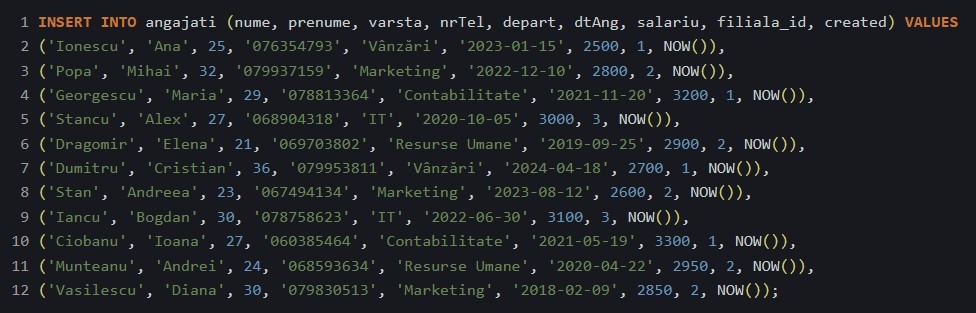 1 INSERT INTO angajati (nume, prenume, varsta, nrTel, depart, dtAng, salariu, filiala_id, created) VALUES
2 ('Ionescu', 'Ana', 25, '076354793', 'Vânzări', '2023-01-15', 2500, 1, NOW()),
3 ('Popa', 'Mihai', 32, '079937159', 'Marketing', '2022-12-10', 2800, 2, NOW()),
4 ('Georgescu', 'Maria', 29, '078813364', 'Contabilitate', '2021-11-20', 3200, 1, NOW()),
5 ('Stancu', 'Alex', 27, '068904318', 'IT', '2020-10-05', 3000, 3, NOW()),
6 ('Dragomir', 'Elena', 21, '069703802', 'Resurse Umane', '2019-09-25', 2900, 2, NOW()),
7 ('Dumitru', 'Cristian', 36, '079953811', 'Vânzări', '2024-04-18', 2700, 1, NOW()),
8 ('Stan', 'Andreea', 23, '067494134', 'Marketing', '2023-08-12', 2600, 2, NOW()),
9 ('Iancu', 'Bogdan', 30, '078758623', 'IT', '2022-06-30', 3100, 3, NOW()),
10 ('Ciobanu', 'Ioana', 27, '060385464', 'Contabilitate', '2021-05-19', 3300, 1, NOW()),
11 ('Munteanu', 'Andrei', 24, '068593634', 'Resurse Umane', '2020-04-22', 2950, 2, NOW()),
12 ('Vasilescu', 'Diana', 30, '079830513', 'Marketing', '2018-02-09', 2850, 2, NOW());